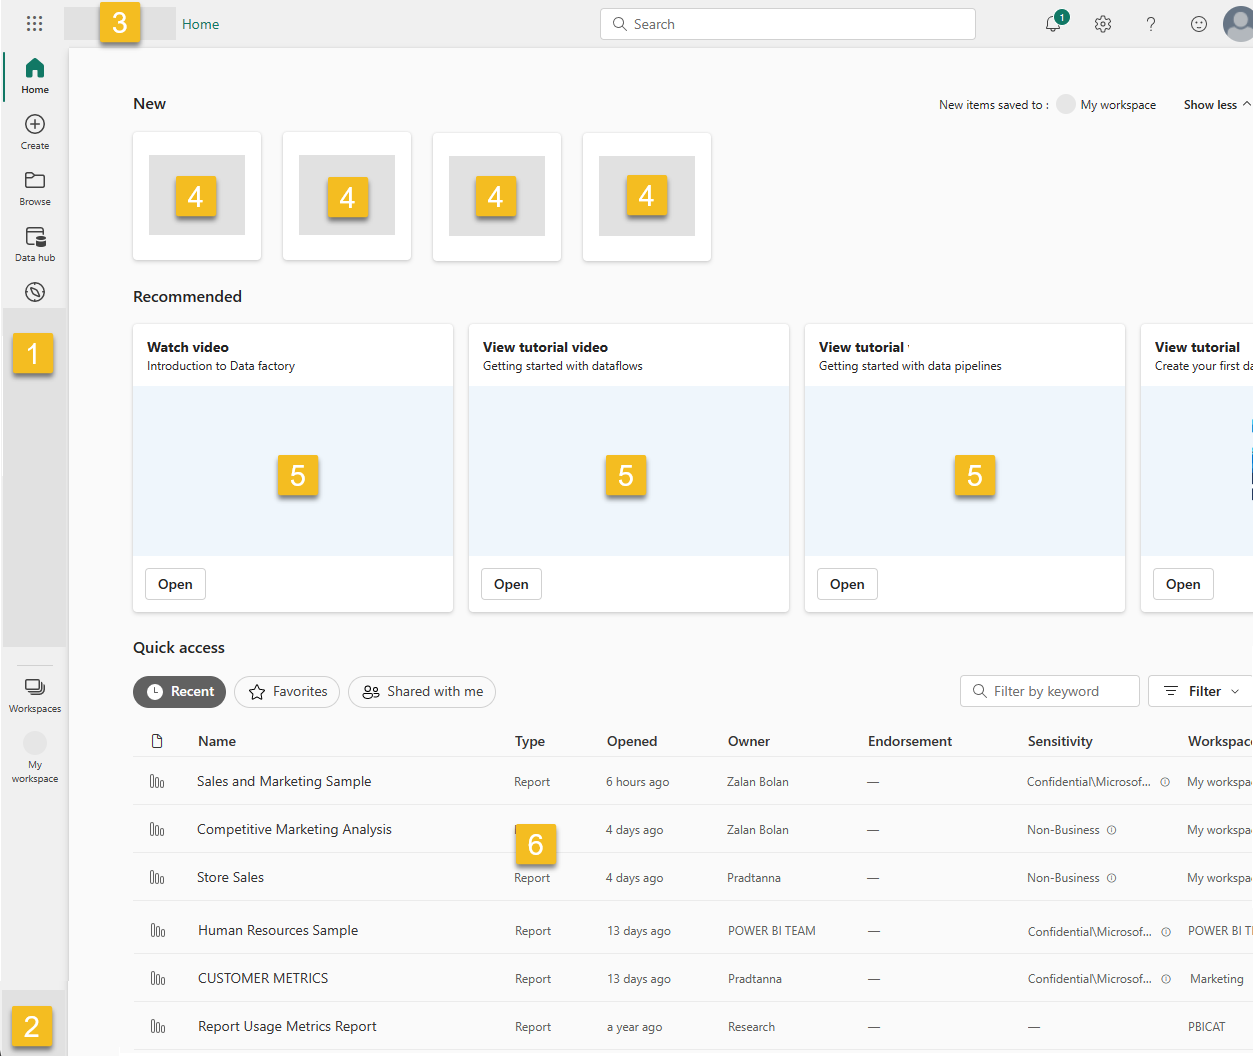 3
Home
Search
1
Home
Create
Browse
Data hub
1
Workspaces
My
workspace
2
New
New items saved to :
My workspace
Show less
4
4
4
4
Recommended
Watch video
Introduction to Data factory
5
Open
View tutorial video
Getting started with dataflows
5
Open
View tutorial
Getting started with data pipelines
5
Open
View tutorial
Create your first da
Open
Quick access
Recent
Favorites
Shared with me
Filter by keyword
Filter
Name Type Opened Owner Endorsement Sensitivity Workspac
Sales and Marketing Sample Report 6 hours ago Zalan Bolan — Confidential\Microsof... My workspa
Competitive Marketing Analysis 4 days ago Zalan Bolan — Non-Business My workspa
6
Store Sales Report 4 days ago Pradtanna — Non-Business My workspa
Human Resources Sample Report 13 days ago POWER BI TEAM — Confidential\Microsof... POWER BI T
CUSTOMER METRICS Report 13 days ago Pradtanna — Confidential\Microsof... Marketing
Report Usage Metrics Report Report a year ago Research — — PBICAT